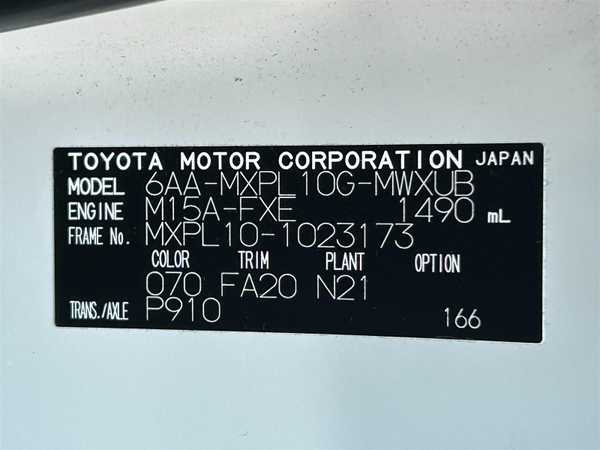 TOYOTA MOTOR CORPORATION JAPAN
MODEL 6AA-MXPL10G-MWXUB
ENGINE M15A-FXE 1490 mL
FRAME No. MXPL10-1023173
COLOR TRIM PLANT OPTION
070 FA20 N21
TRANS./AXLE P910 166